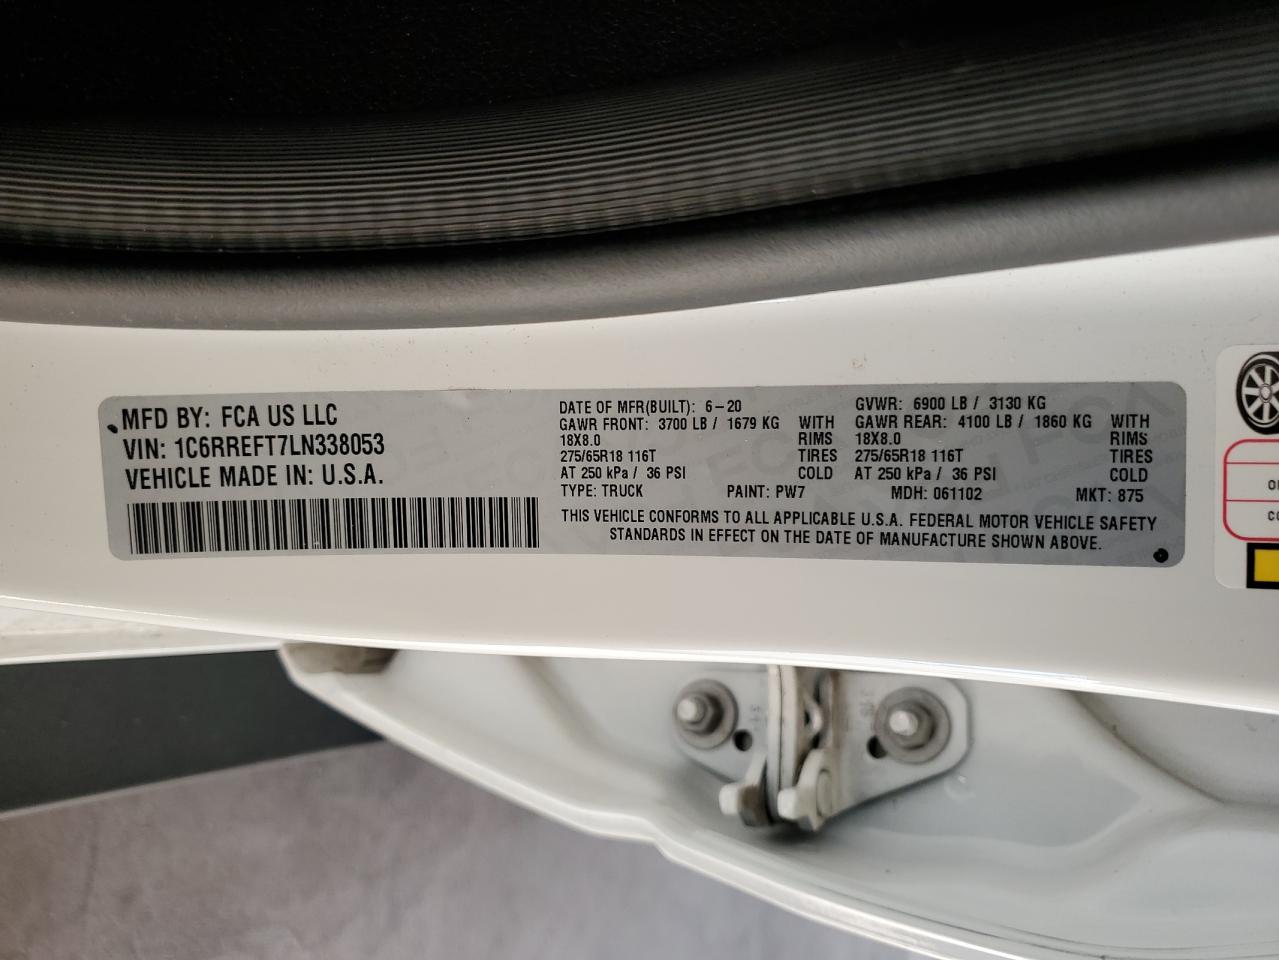 MFD BY: FCA US LLC
VIN: 1C6RREFT7LN338053
VEHICLE MADE IN: U.S.A.
DATE OF MFR(BUILT): 6-20
GAWR FRONT: 3700 LB / 1679 KG WITH
18X8.0 RIMS
275/65R18 116T TIRES
AT 250 kPa / 36 PSI COLD
GVWR: 6900 LB / 3130 KG
GAWR REAR: 4100 LB / 1860 KG WITH
18X8.0 RIMS
275/65R18 116T TIRES
AT 250 kPa / 36 PSI COLD
TYPE: TRUCK PAINT: PW7 MDH: 061102 MKT: 875
THIS VEHICLE CONFORMS TO ALL APPLICABLE U.S.A. FEDERAL MOTOR VEHICLE SAFETY
STANDARDS IN EFFECT ON THE DATE OF MANUFACTURE SHOWN ABOVE.